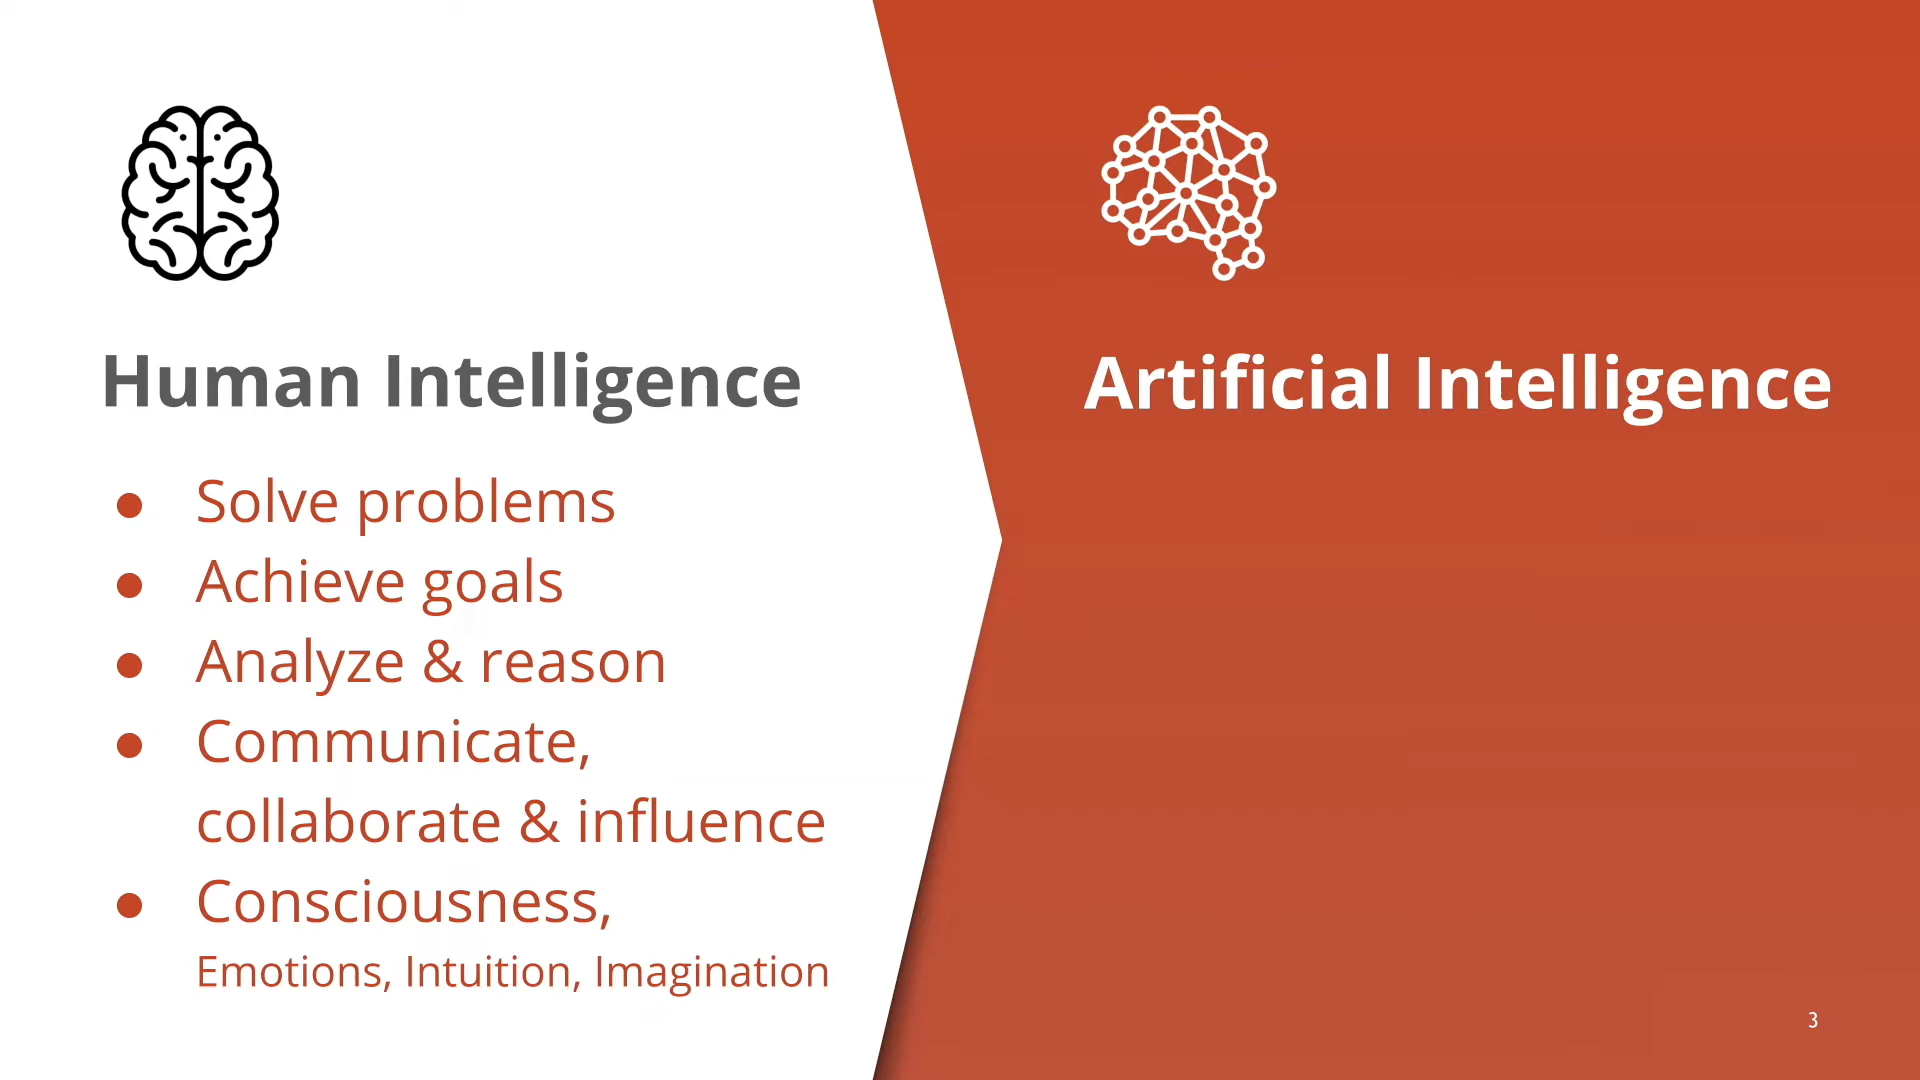 Human Intelligence
● Solve problems
● Achieve goals
● Analyze & reason
● Communicate,
collaborate & influence
● Consciousness,
Emotions, Intuition, Imagination
Artificial Intelligence
3